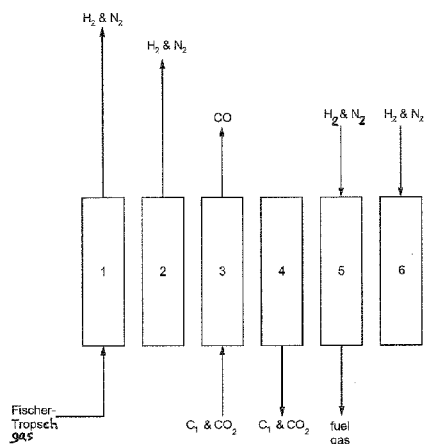 H₂ & N₂
H₂ & N₂
CO
H₂ & N₂
H₂ & N₂
1
2
3
4
5
6
Fischer-
Tropsch
gas
C₁ & CO₂
C₁ & CO₂
fuel
gas